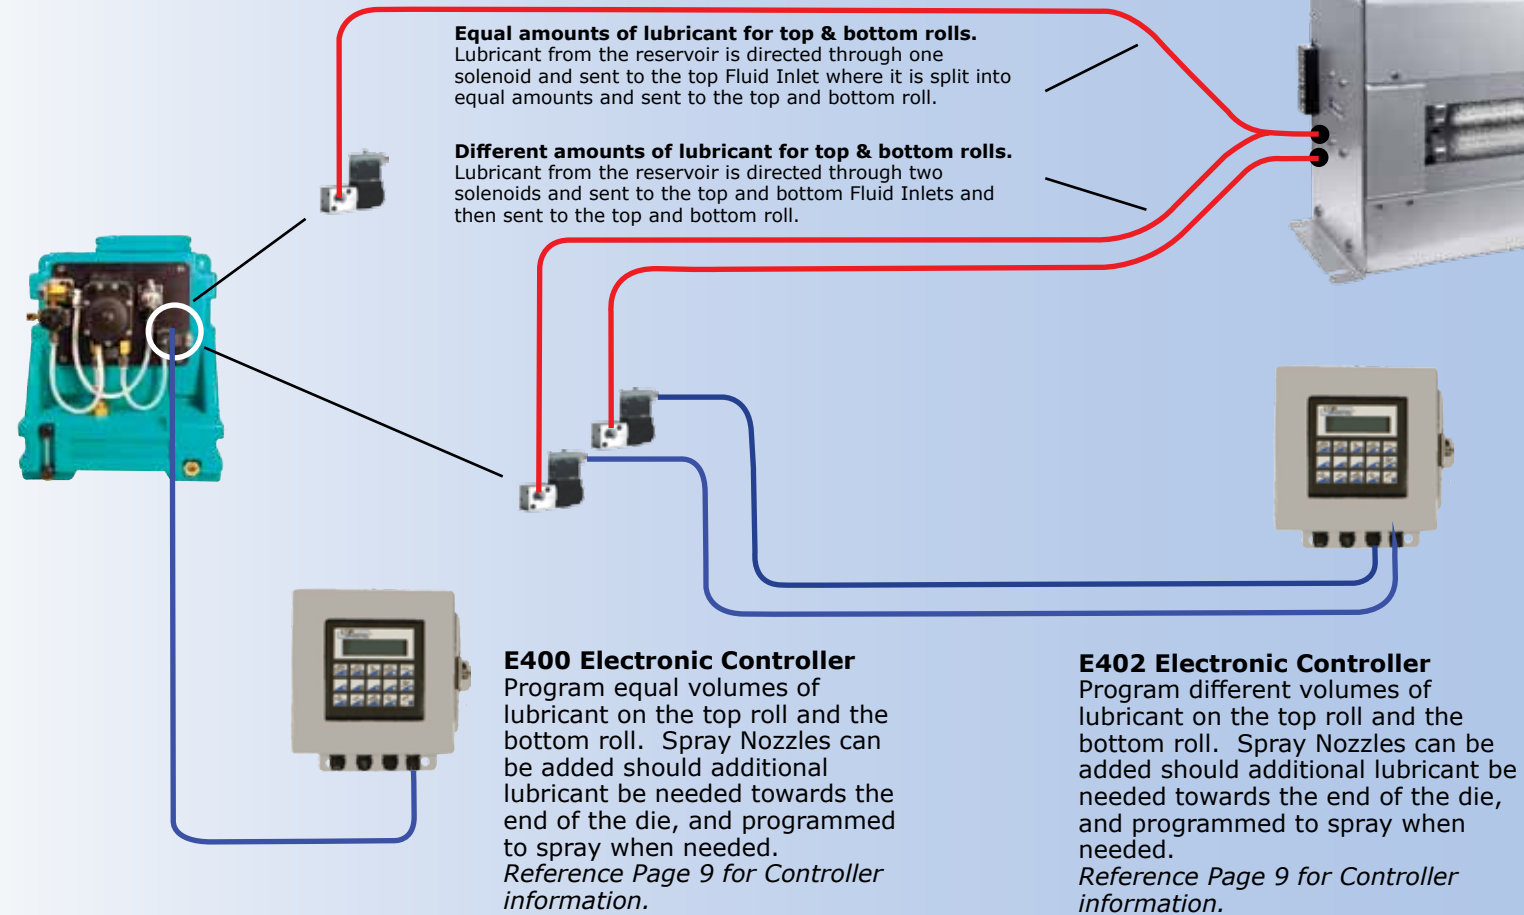 Equal amounts of lubricant for top & bottom rolls.
Lubricant from the reservoir is directed through one
solenoid and sent to the top Fluid Inlet where it is split into
equal amounts and sent to the top and bottom roll.
Different amounts of lubricant for top & bottom rolls.
Lubricant from the reservoir is directed through two
solenoids and sent to the top and bottom Fluid Inlets and
then sent to the top and bottom roll.
E400 Electronic Controller
Program equal volumes of
lubricant on the top roll and the
bottom roll.  Spray Nozzles can
be added should additional
lubricant be needed towards the
end of the die, and programmed
to spray when needed.
Reference Page 9 for Controller
information.
E402 Electronic Controller
Program different volumes of
lubricant on the top roll and the
bottom roll.  Spray Nozzles can be
added should additional lubricant be
needed towards the end of the die,
and programmed to spray when
needed.
Reference Page 9 for Controller
information.